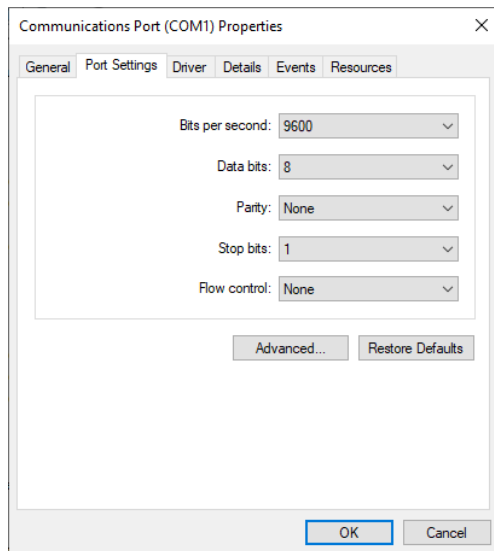 Communications Port (COM1) Properties
General Port Settings Driver Details Events Resources
Bits per second: 9600
Data bits: 8
Parity: None
Stop bits: 1
Flow control: None
Advanced... Restore Defaults
OK Cancel